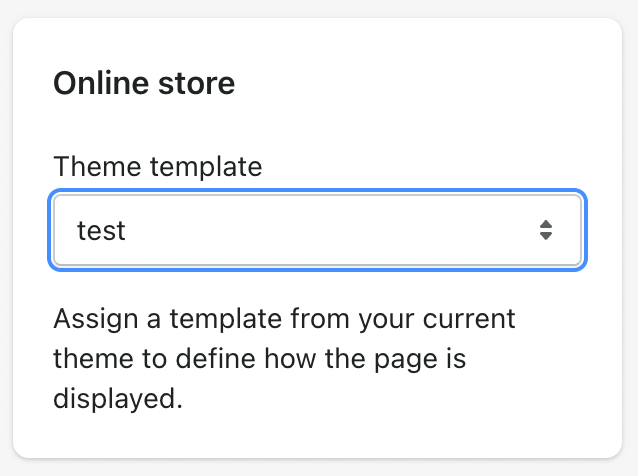 Online store
Theme template
test
Assign a template from your current
theme to define how the page is
displayed.